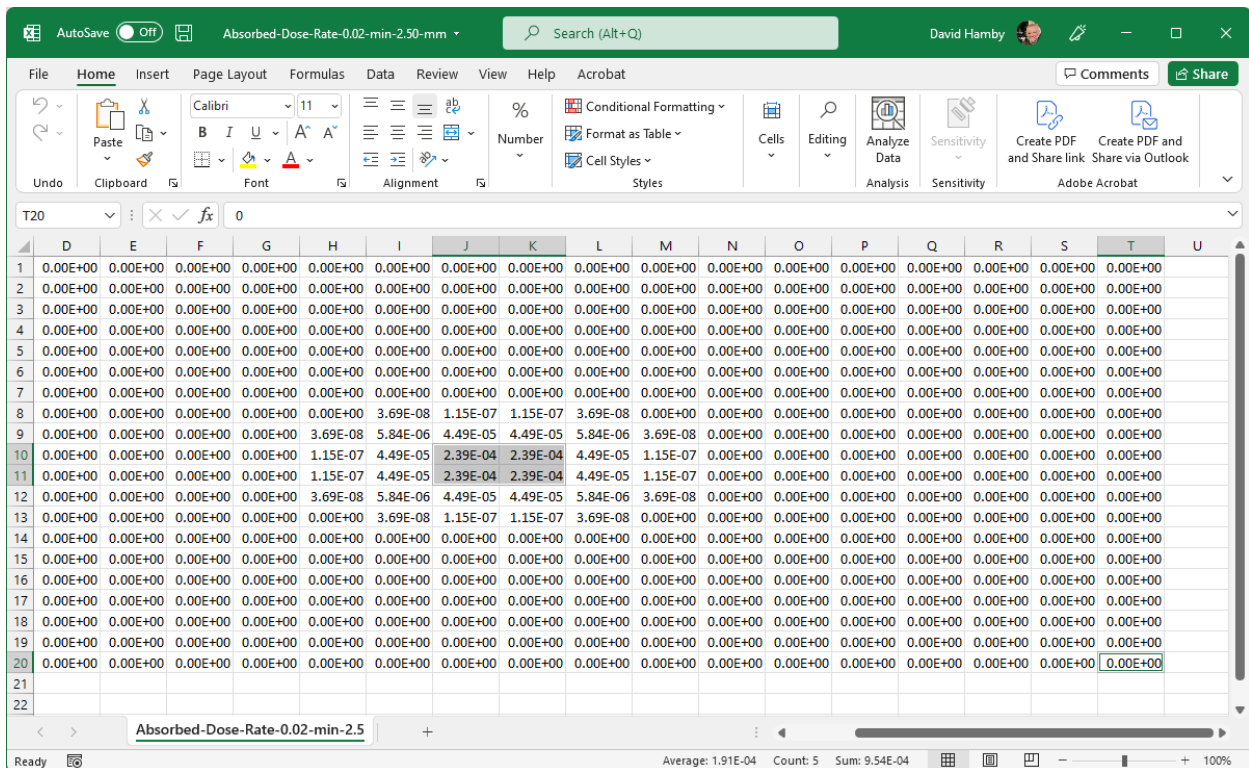 AutoSave Off Absorbed-Dose-Rate-0.02-min-2.50-mm Search (Alt+Q) David Hamby
File Home Insert Page Layout Formulas Data Review View Help Acrobat Comments Share
Calibri 11 Conditional Formatting
Paste B I U A A Number Format as Table Cells Editing Analyze Data Sensitivity Create PDF and Share link Create PDF and Share via Outlook
A Cell Styles
Undo Clipboard Font Alignment Styles Analysis Sensitivity Adobe Acrobat
T20 fx 0
D E F G H I J K L M N O P Q R S T U
1 0.00E+00 0.00E+00 0.00E+00 0.00E+00 0.00E+00 0.00E+00 0.00E+00 0.00E+00 0.00E+00 0.00E+00 0.00E+00 0.00E+00 0.00E+00 0.00E+00 0.00E+00 0.00E+00 0.00E+00
2 0.00E+00 0.00E+00 0.00E+00 0.00E+00 0.00E+00 0.00E+00 0.00E+00 0.00E+00 0.00E+00 0.00E+00 0.00E+00 0.00E+00 0.00E+00 0.00E+00 0.00E+00 0.00E+00 0.00E+00
3 0.00E+00 0.00E+00 0.00E+00 0.00E+00 0.00E+00 0.00E+00 0.00E+00 0.00E+00 0.00E+00 0.00E+00 0.00E+00 0.00E+00 0.00E+00 0.00E+00 0.00E+00 0.00E+00 0.00E+00
4 0.00E+00 0.00E+00 0.00E+00 0.00E+00 0.00E+00 0.00E+00 0.00E+00 0.00E+00 0.00E+00 0.00E+00 0.00E+00 0.00E+00 0.00E+00 0.00E+00 0.00E+00 0.00E+00 0.00E+00
5 0.00E+00 0.00E+00 0.00E+00 0.00E+00 0.00E+00 0.00E+00 0.00E+00 0.00E+00 0.00E+00 0.00E+00 0.00E+00 0.00E+00 0.00E+00 0.00E+00 0.00E+00 0.00E+00 0.00E+00
6 0.00E+00 0.00E+00 0.00E+00 0.00E+00 0.00E+00 0.00E+00 0.00E+00 0.00E+00 0.00E+00 0.00E+00 0.00E+00 0.00E+00 0.00E+00 0.00E+00 0.00E+00 0.00E+00 0.00E+00
7 0.00E+00 0.00E+00 0.00E+00 0.00E+00 0.00E+00 0.00E+00 0.00E+00 0.00E+00 0.00E+00 0.00E+00 0.00E+00 0.00E+00 0.00E+00 0.00E+00 0.00E+00 0.00E+00 0.00E+00
8 0.00E+00 0.00E+00 0.00E+00 0.00E+00 0.00E+00 3.69E-08 1.15E-07 1.15E-07 3.69E-08 0.00E+00 0.00E+00 0.00E+00 0.00E+00 0.00E+00 0.00E+00 0.00E+00 0.00E+00
9 0.00E+00 0.00E+00 0.00E+00 0.00E+00 3.69E-08 5.84E-06 4.49E-05 4.49E-05 5.84E-06 3.69E-08 0.00E+00 0.00E+00 0.00E+00 0.00E+00 0.00E+00 0.00E+00 0.00E+00
10 0.00E+00 0.00E+00 0.00E+00 0.00E+00 1.15E-07 4.49E-05 2.39E-04 2.39E-04 4.49E-05 1.15E-07 0.00E+00 0.00E+00 0.00E+00 0.00E+00 0.00E+00 0.00E+00 0.00E+00
11 0.00E+00 0.00E+00 0.00E+00 0.00E+00 1.15E-07 4.49E-05 2.39E-04 2.39E-04 4.49E-05 1.15E-07 0.00E+00 0.00E+00 0.00E+00 0.00E+00 0.00E+00 0.00E+00 0.00E+00
12 0.00E+00 0.00E+00 0.00E+00 0.00E+00 3.69E-08 5.84E-06 4.49E-05 4.49E-05 5.84E-06 3.69E-08 0.00E+00 0.00E+00 0.00E+00 0.00E+00 0.00E+00 0.00E+00 0.00E+00
13 0.00E+00 0.00E+00 0.00E+00 0.00E+00 0.00E+00 3.69E-08 1.15E-07 1.15E-07 3.69E-08 0.00E+00 0.00E+00 0.00E+00 0.00E+00 0.00E+00 0.00E+00 0.00E+00 0.00E+00
14 0.00E+00 0.00E+00 0.00E+00 0.00E+00 0.00E+00 0.00E+00 0.00E+00 0.00E+00 0.00E+00 0.00E+00 0.00E+00 0.00E+00 0.00E+00 0.00E+00 0.00E+00 0.00E+00 0.00E+00
15 0.00E+00 0.00E+00 0.00E+00 0.00E+00 0.00E+00 0.00E+00 0.00E+00 0.00E+00 0.00E+00 0.00E+00 0.00E+00 0.00E+00 0.00E+00 0.00E+00 0.00E+00 0.00E+00 0.00E+00
16 0.00E+00 0.00E+00 0.00E+00 0.00E+00 0.00E+00 0.00E+00 0.00E+00 0.00E+00 0.00E+00 0.00E+00 0.00E+00 0.00E+00 0.00E+00 0.00E+00 0.00E+00 0.00E+00 0.00E+00
17 0.00E+00 0.00E+00 0.00E+00 0.00E+00 0.00E+00 0.00E+00 0.00E+00 0.00E+00 0.00E+00 0.00E+00 0.00E+00 0.00E+00 0.00E+00 0.00E+00 0.00E+00 0.00E+00 0.00E+00
18 0.00E+00 0.00E+00 0.00E+00 0.00E+00 0.00E+00 0.00E+00 0.00E+00 0.00E+00 0.00E+00 0.00E+00 0.00E+00 0.00E+00 0.00E+00 0.00E+00 0.00E+00 0.00E+00 0.00E+00
19 0.00E+00 0.00E+00 0.00E+00 0.00E+00 0.00E+00 0.00E+00 0.00E+00 0.00E+00 0.00E+00 0.00E+00 0.00E+00 0.00E+00 0.00E+00 0.00E+00 0.00E+00 0.00E+00 0.00E+00
20 0.00E+00 0.00E+00 0.00E+00 0.00E+00 0.00E+00 0.00E+00 0.00E+00 0.00E+00 0.00E+00 0.00E+00 0.00E+00 0.00E+00 0.00E+00 0.00E+00 0.00E+00 0.00E+00 0.00E+00
21
22
Absorbed-Dose-Rate-0.02-min-2.5
Ready Average: 1.91E-04 Count: 5 Sum: 9.54E-04 100%